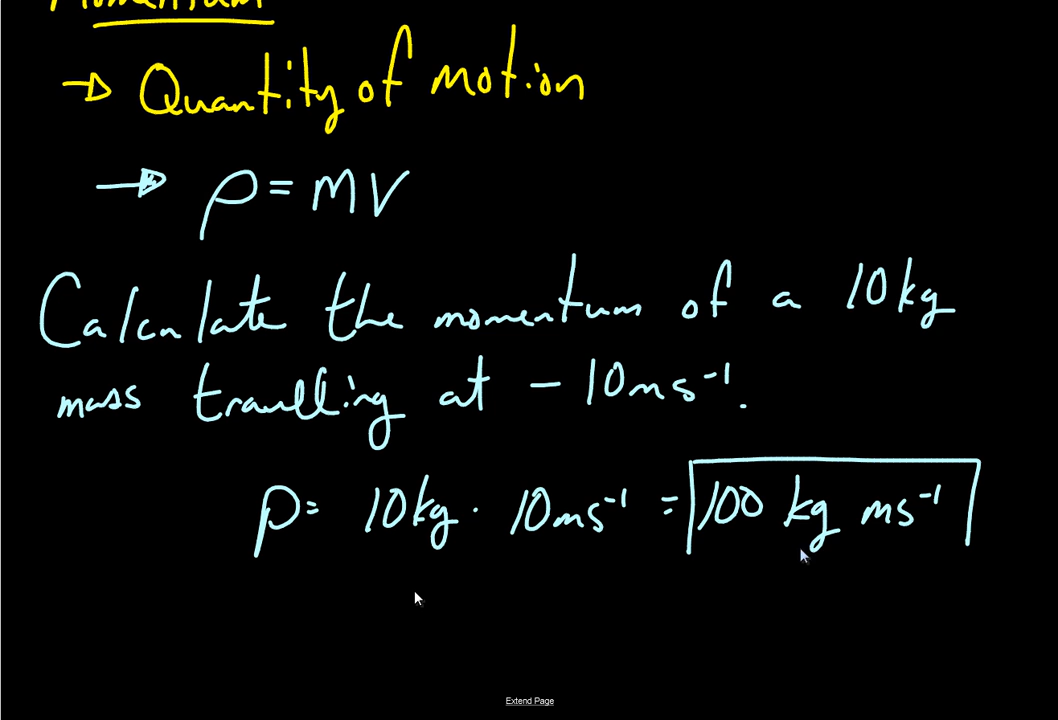 Momentum
→ Quantity of motion
→ ρ = mv
Calculate the momentum of a 10kg
mass travelling at - 10ms⁻¹.
ρ = 10kg · 10ms⁻¹ = 100 kg ms⁻¹
Extend Page